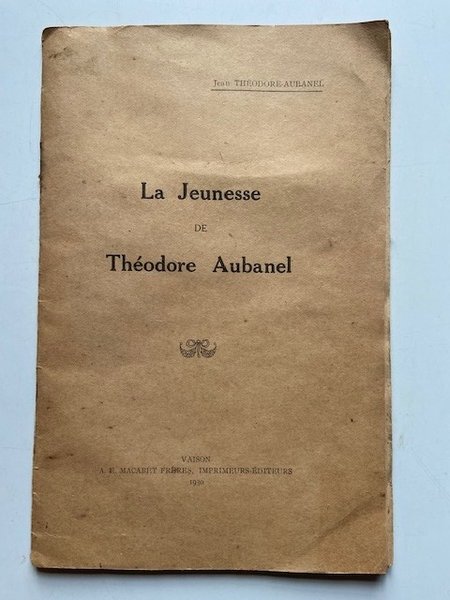 Jean THÉODORE-AUBANEL
La Jeunesse
DE
Théodore Aubanel
VAISON
A. E. MACABET FRÈRES, IMPRIMEURS-ÉDITEURS
1930